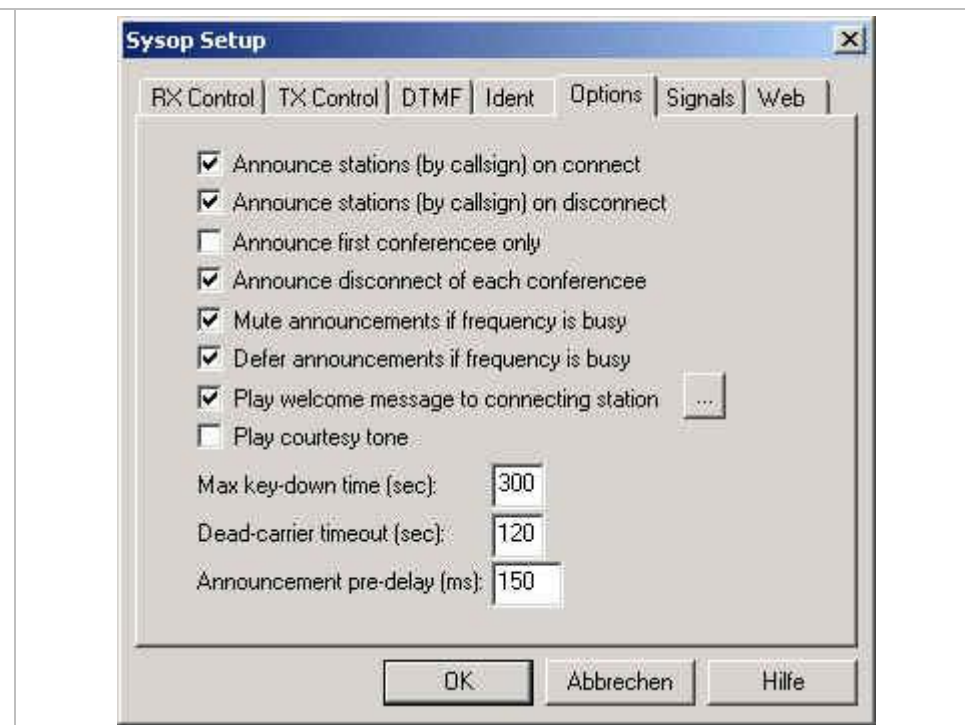 Sysop Setup
RX Control TX Control DTMF Ident Options Signals Web
Announce stations (by callsign) on connect
Announce stations (by callsign) on disconnect
Announce first conferencee only
Announce disconnect of each conferencee
Mute announcements if frequency is busy
Defer announcements if frequency is busy
Play welcome message to connecting station ...
Play courtesy tone
Max key-down time (sec): 300
Dead-carrier timeout (sec): 120
Announcement pre-delay (ms): 150
OK Abbrechen Hilfe